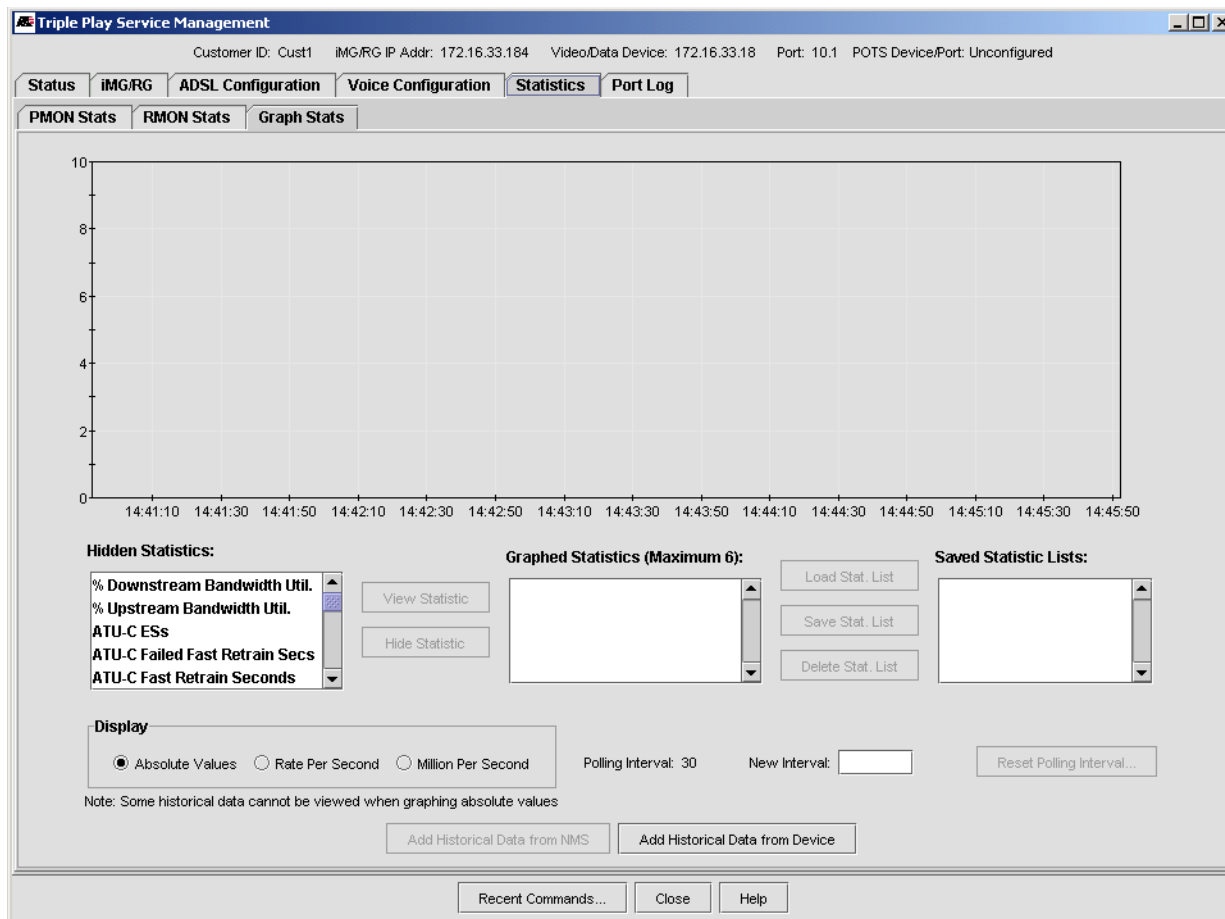 Triple Play Service Management
Customer ID: Cust1 iMG/RG IP Addr: 172.16.33.184 Video/Data Device: 172.16.33.18 Port: 10.1 POTS Device/Port: Unconfigured
Status iMG/RG ADSL Configuration Voice Configuration Statistics Port Log
PMON Stats RMON Stats Graph Stats
10
8
6
4
2
0
14:41:10 14:41:30 14:41:50 14:42:10 14:42:30 14:42:50 14:43:10 14:43:30 14:43:50 14:44:10 14:44:30 14:44:50 14:45:10 14:45:30 14:45:50
Hidden Statistics:
% Downstream Bandwidth Util.
% Upstream Bandwidth Util.
ATU-C ESs
ATU-C Failed Fast Retrain Secs
ATU-C Fast Retrain Seconds
View Statistic
Hide Statistic
Graphed Statistics (Maximum 6):
Load Stat. List
Save Stat. List
Delete Stat. List
Saved Statistic Lists:
Display
Absolute Values Rate Per Second Million Per Second
Polling Interval: 30 New Interval: Reset Polling Interval...
Note: Some historical data cannot be viewed when graphing absolute values
Add Historical Data from NMS Add Historical Data from Device
Recent Commands... Close Help